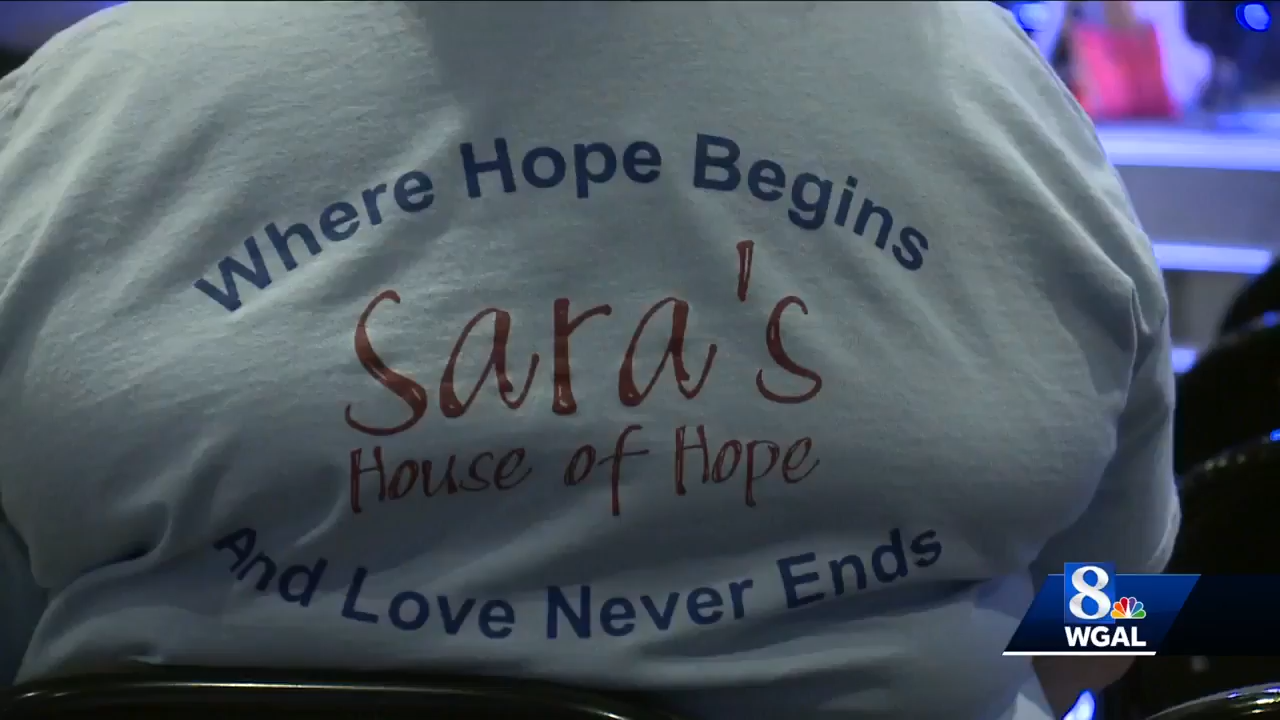 Where Hope Begins
Sara's
House of Hope
And Love Never Ends
8
WGAL